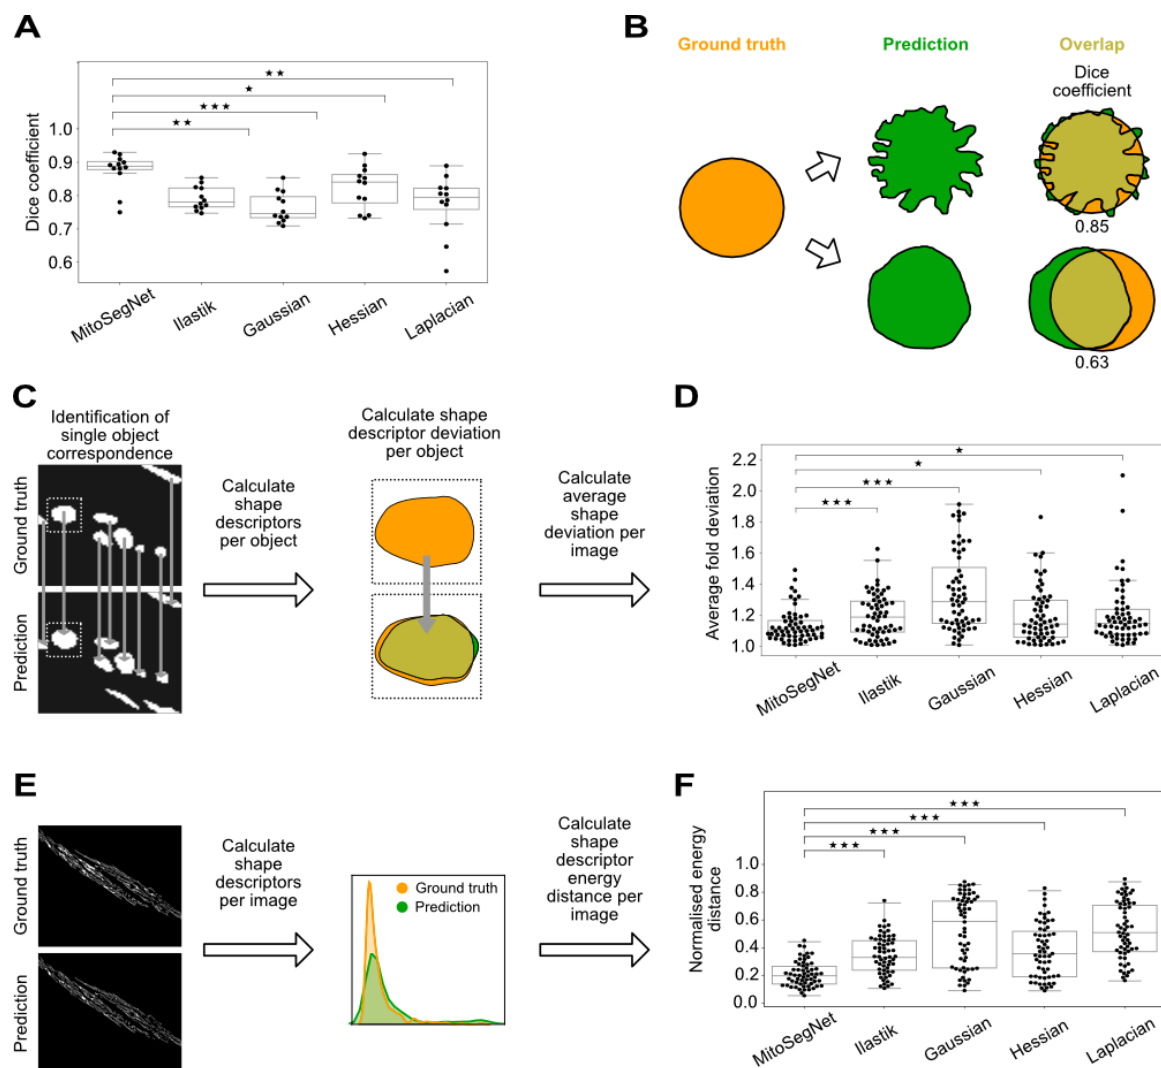 A
Dice coefficient
1.0
0.9
0.8
0.7
0.6
★★
★
★★★
★★
MitoSegNet
Ilastik
Gaussian
Hessian
Laplacian
B
Ground truth
Prediction
Overlap
Dice
coefficient
0.85
0.63
C
Identification of
single object
correspondence
Ground truth
Prediction
Calculate
shape
descriptors
per object
Calculate shape
descriptor deviation
per object
Calculate
average
shape
deviation per
image
D
Average fold deviation
2.2
2.0
1.8
1.6
1.4
1.2
1.0
★
★
★★★
★★★
MitoSegNet
Ilastik
Gaussian
Hessian
Laplacian
E
Ground truth
Prediction
Calculate
shape
descriptors
per image
Ground truth
Prediction
Calculate
shape
descriptor
energy
distance per
image
F
Normalised energy
distance
1.0
0.8
0.6
0.4
0.2
0.0
★★★
★★★
★★★
★★★
MitoSegNet
Ilastik
Gaussian
Hessian
Laplacian